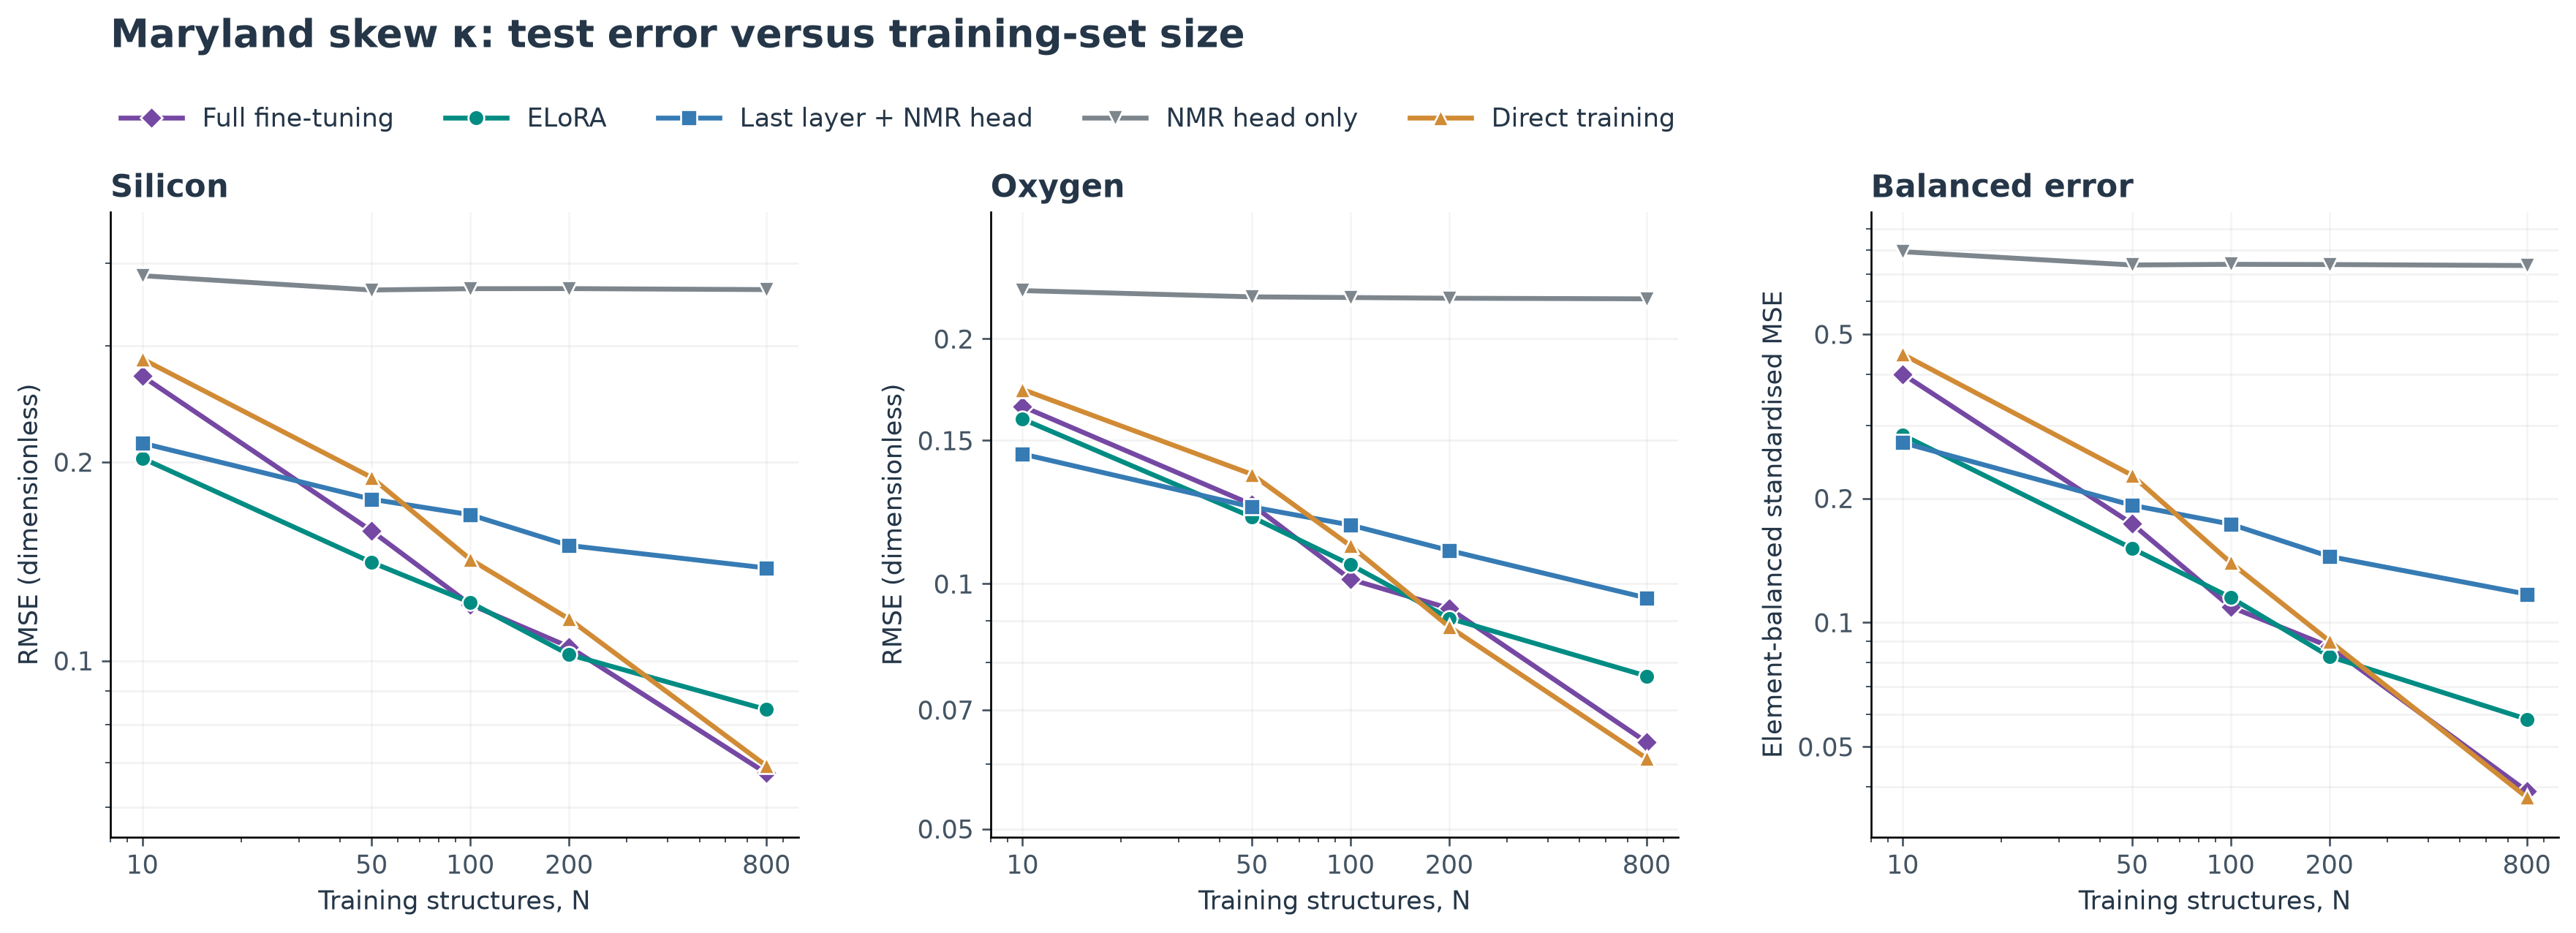 Maryland skew κ: test error versus training-set size
Full fine-tuning
ELoRA
Last layer + NMR head
NMR head only
Direct training
Silicon
RMSE (dimensionless)
0.2
0.1
10
50
100
200
800
Training structures, N
Oxygen
RMSE (dimensionless)
0.2
0.15
0.1
0.07
0.05
10
50
100
200
800
Training structures, N
Balanced error
Element-balanced standardised MSE
0.5
0.2
0.1
0.05
10
50
100
200
800
Training structures, N